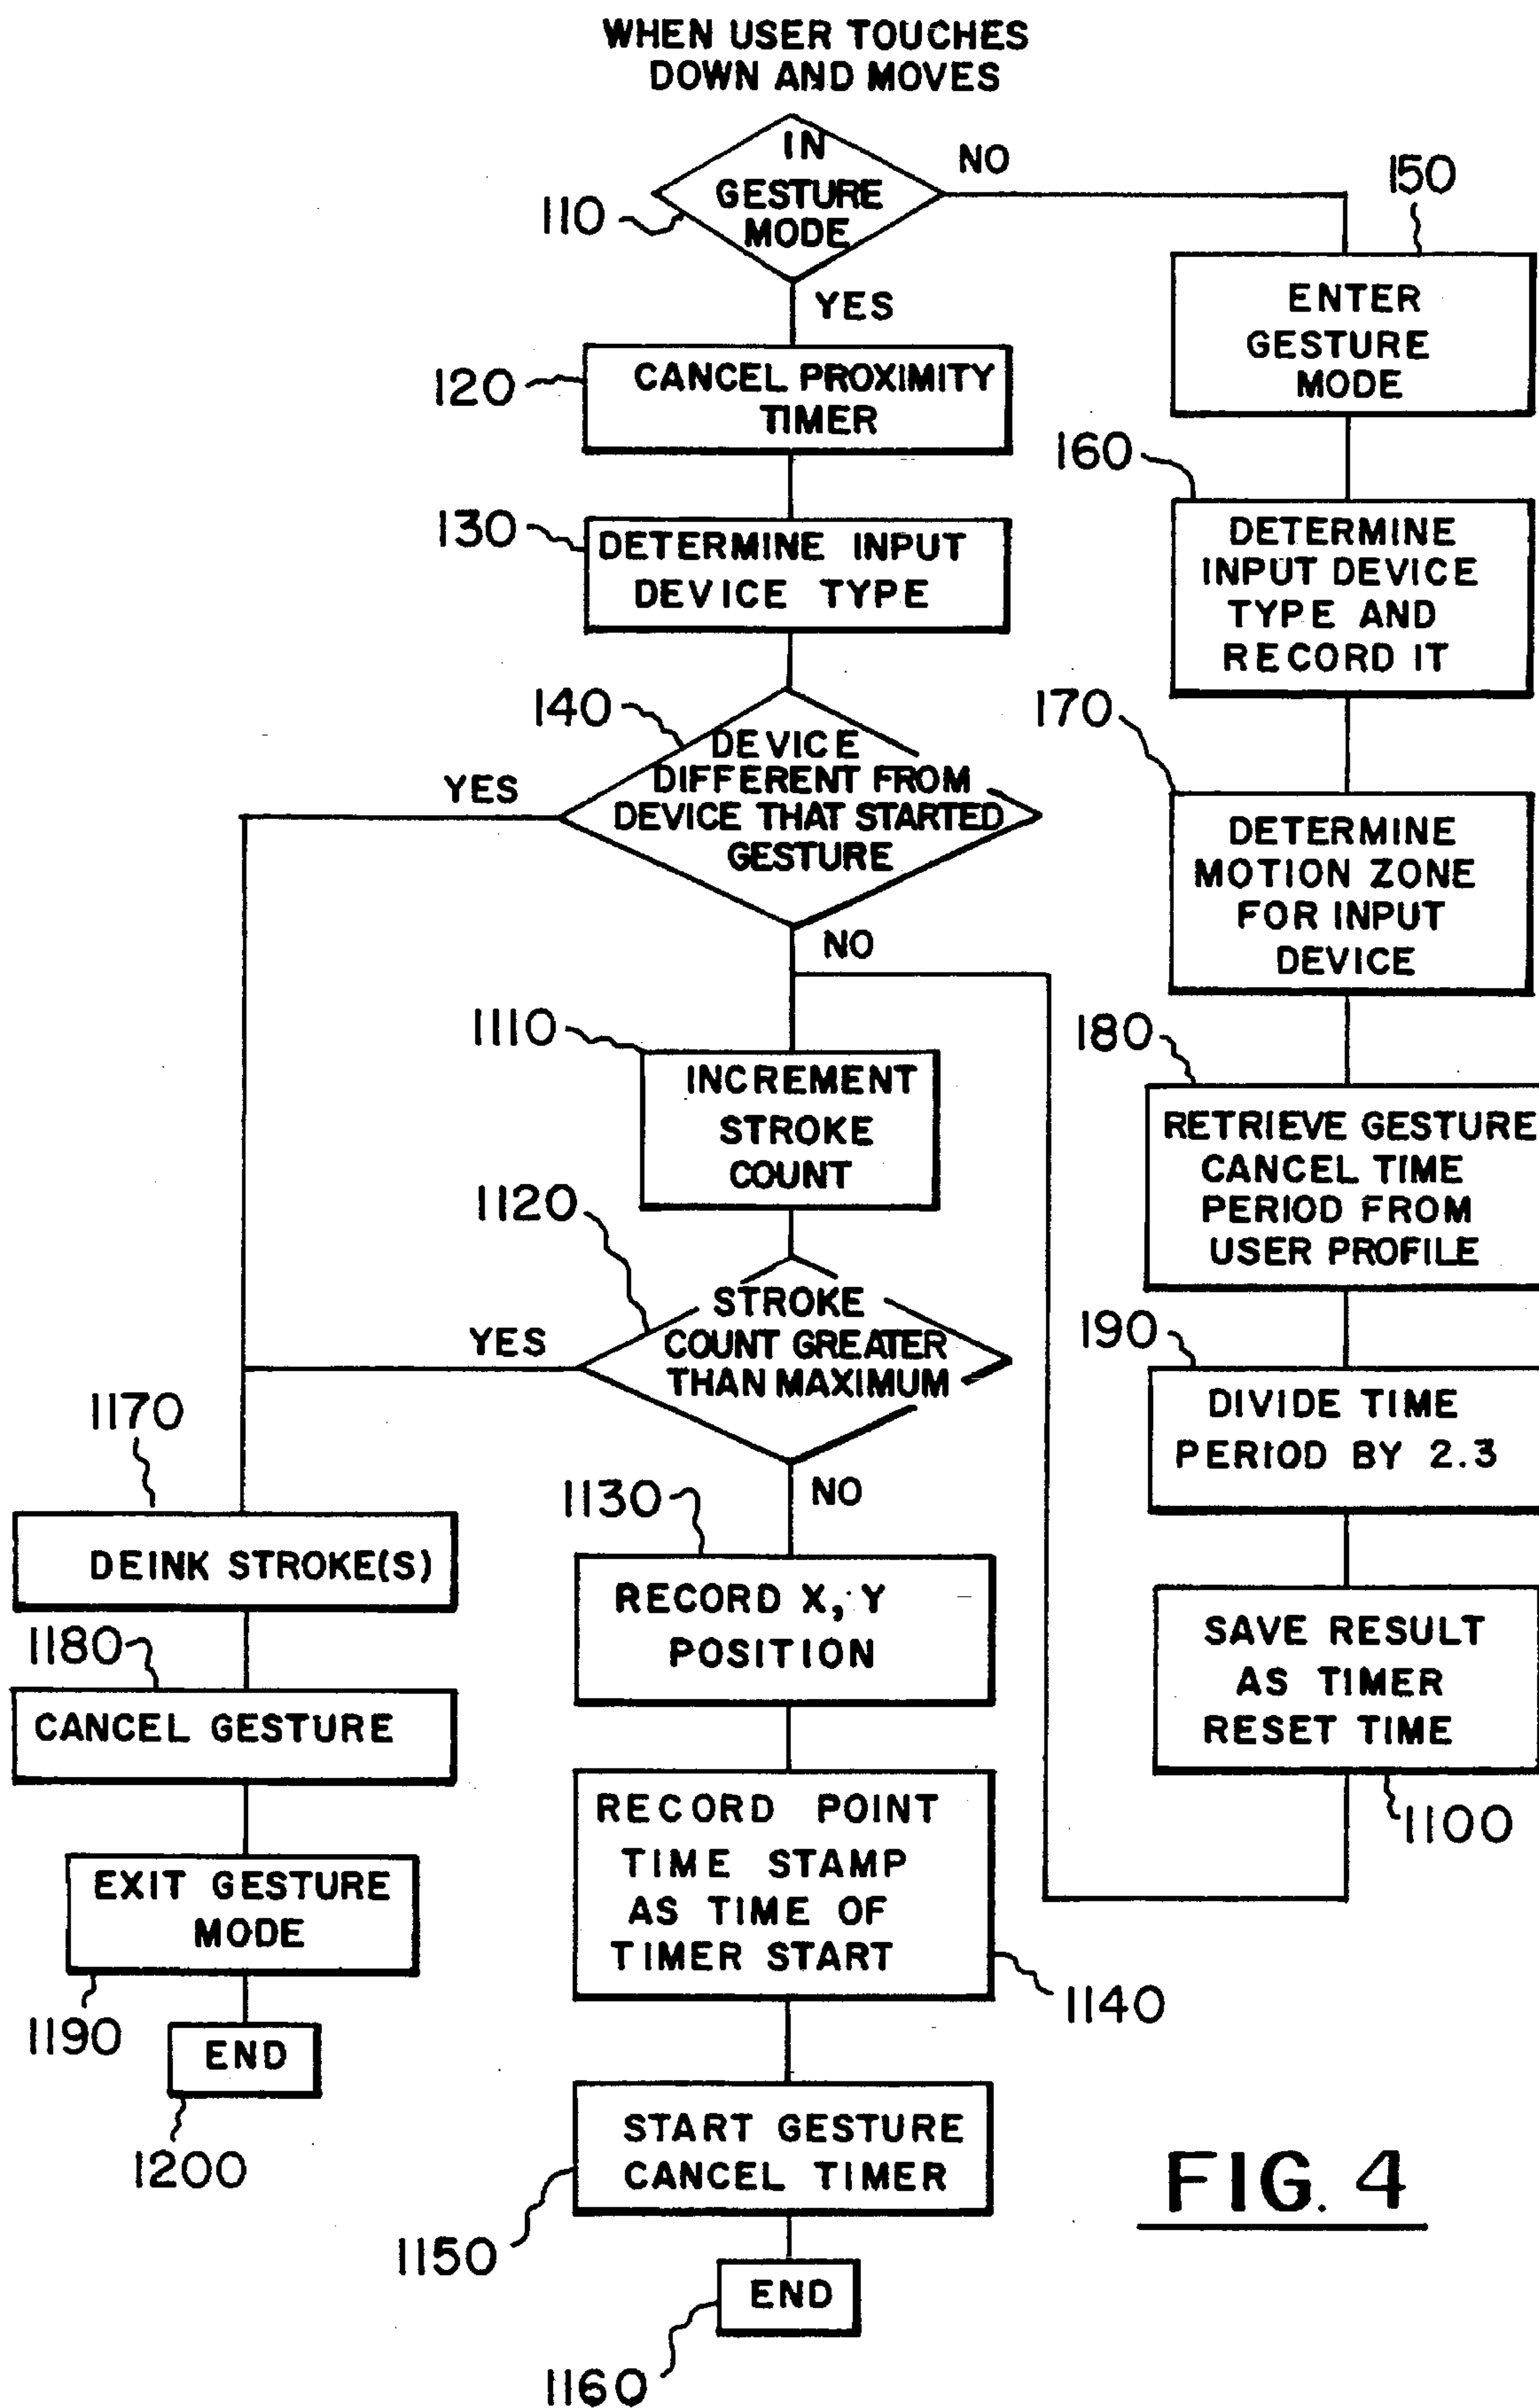 WHEN USER TOUCHES
DOWN AND MOVES
IN
GESTURE
MODE
110
NO
YES
150
ENTER
GESTURE
MODE
120
CANCEL PROXIMITY
TIMER
160
DETERMINE
INPUT DEVICE
TYPE AND
RECORD IT
130
DETERMINE INPUT
DEVICE TYPE
140
DEVICE
DIFFERENT FROM
DEVICE THAT STARTED
GESTURE
YES
NO
170
DETERMINE
MOTION ZONE
FOR INPUT
DEVICE
180
RETRIEVE GESTURE
CANCEL TIME
PERIOD FROM
USER PROFILE
1110
INCREMENT
STROKE
COUNT
1120
STROKE
COUNT GREATER
THAN MAXIMUM
YES
NO
190
DIVIDE TIME
PERIOD BY 2.3
SAVE RESULT
AS TIMER
RESET TIME
1100
1170
DEINK STROKE(S)
1180
CANCEL GESTURE
EXIT GESTURE
MODE
1190
END
1200
1130
RECORD X, Y
POSITION
RECORD POINT
TIME STAMP
AS TIME OF
TIMER START
1140
START GESTURE
CANCEL TIMER
1150
END
1160
FIG. 4